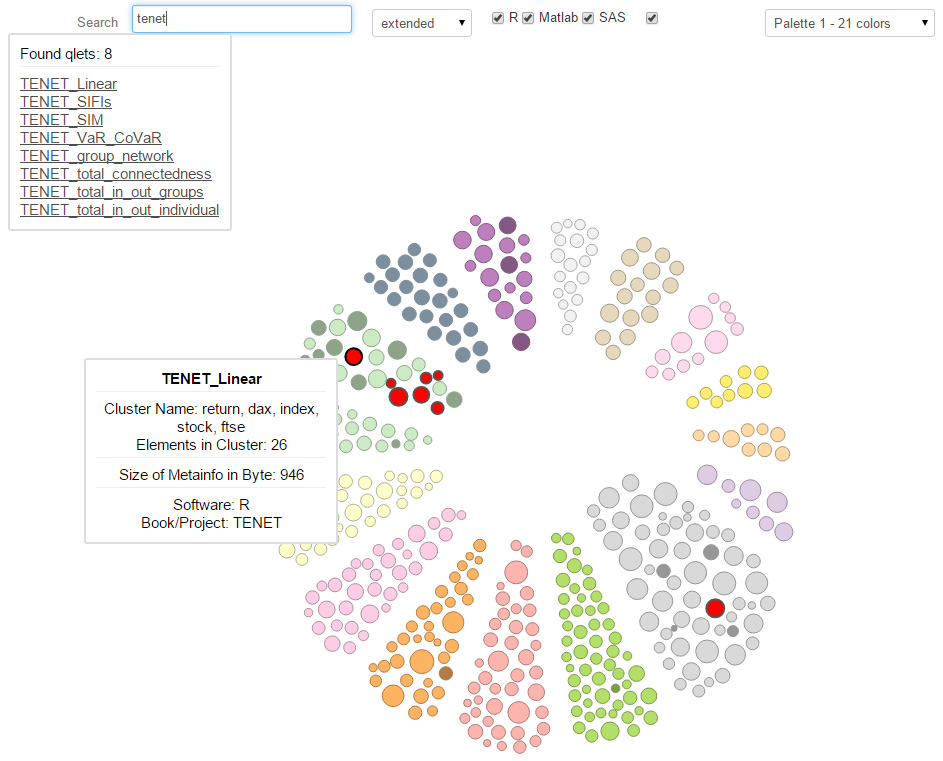 Search tenet extended R Matlab SAS Palette 1 - 21 colors
Found qlets: 8
TENET_Linear
TENET_SIFIs
TENET_SIM
TENET_VaR_CoVaR
TENET_group_network
TENET_total_connectedness
TENET_total_in_out_groups
TENET_total_in_out_individual
TENET_Linear
Cluster Name: return, dax, index,
stock, ftse
Elements in Cluster: 26
Size of Metainfo in Byte: 946
Software: R
Book/Project: TENET